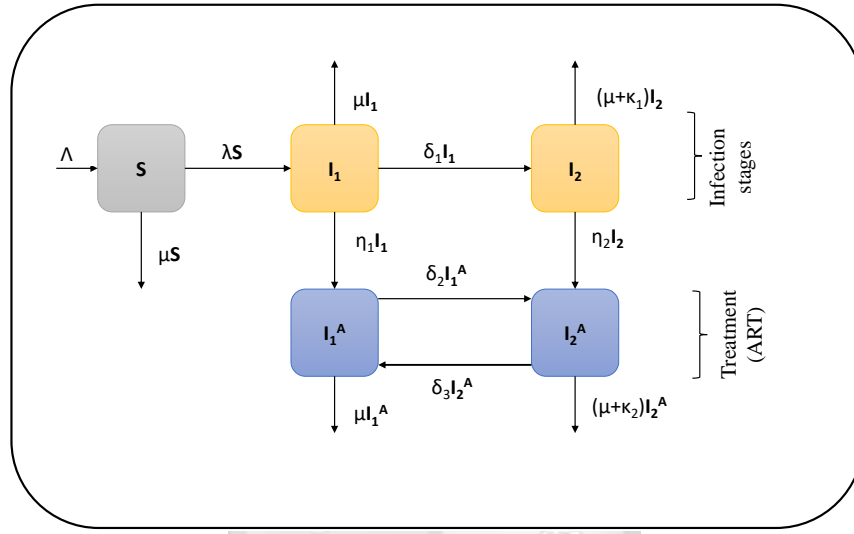 μI₁
(μ+κ₁)I₂
Λ
S
λS
I₁
δ₁I₁
I₂
Infection
stages
μS
η₁I₁
η₂I₂
δ₂I₁ᴬ
I₁ᴬ
I₂ᴬ
Treatment
(ART)
δ₃I₂ᴬ
μI₁ᴬ
(μ+κ₂)I₂ᴬ